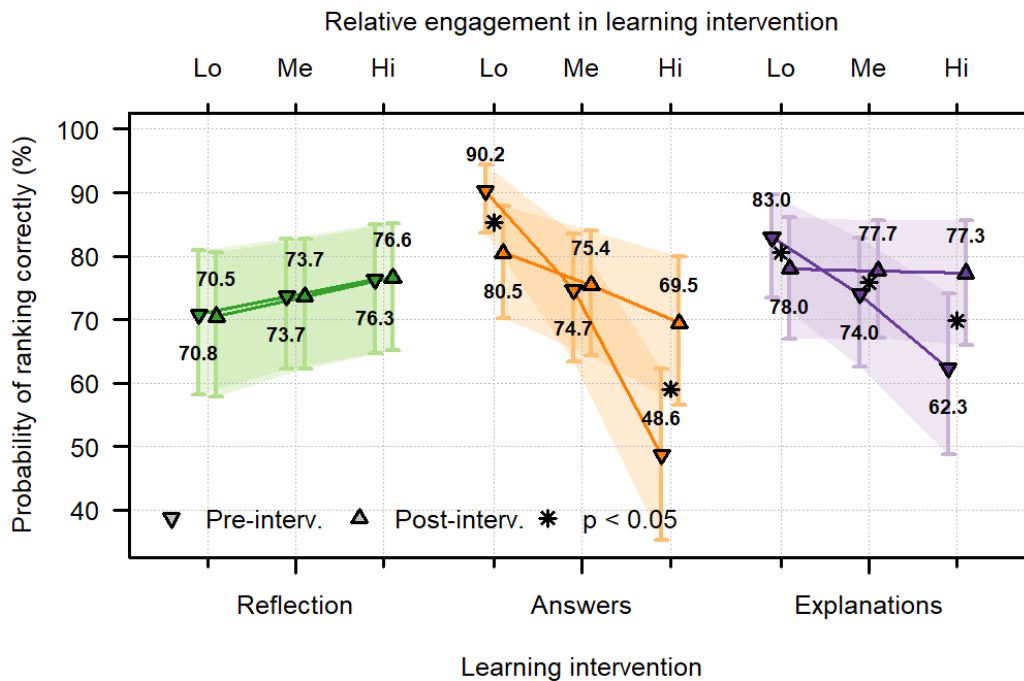 Relative engagement in learning intervention
Lo Me Hi Lo Me Hi Lo Me Hi
Probability of ranking correctly (%)
100
90
80
70
60
50
40
70.5 73.7 76.6
70.8 73.7 76.3
90.2 75.4 69.5
80.5 74.7 48.6
83.0 77.7 77.3
78.0 74.0 62.3
Pre-interv. Post-interv. p < 0.05
Reflection Answers Explanations
Learning intervention